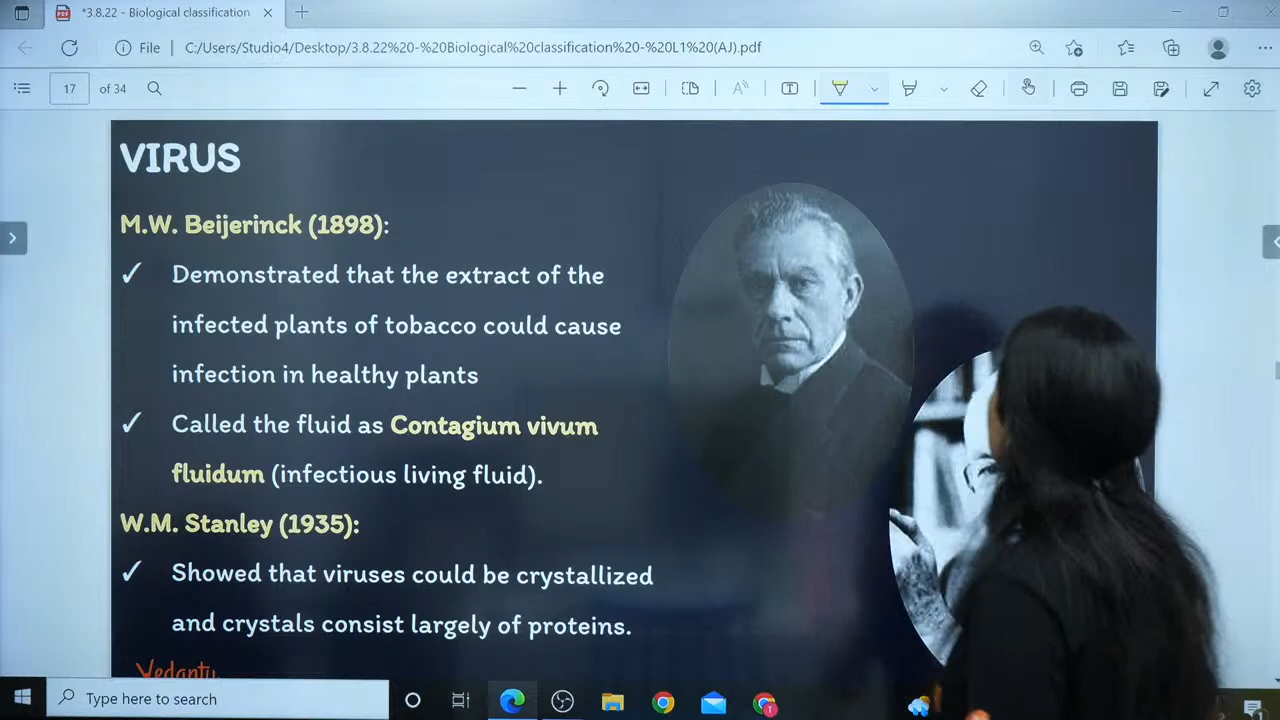 *3.8.22 - Biological classification
File
C:/Users/Studio4/Desktop/3.8.22%20-%20Biological%20classification%20-%20L1%20(AJ).pdf
17 of 34
VIRUS
M.W. Beijerinck (1898):
✓ Demonstrated that the extract of the
infected plants of tobacco could cause
infection in healthy plants
✓ Called the fluid as Contagium vivum
fluidum (infectious living fluid).
W.M. Stanley (1935):
✓ Showed that viruses could be crystallized
and crystals consist largely of proteins.
Type here to search